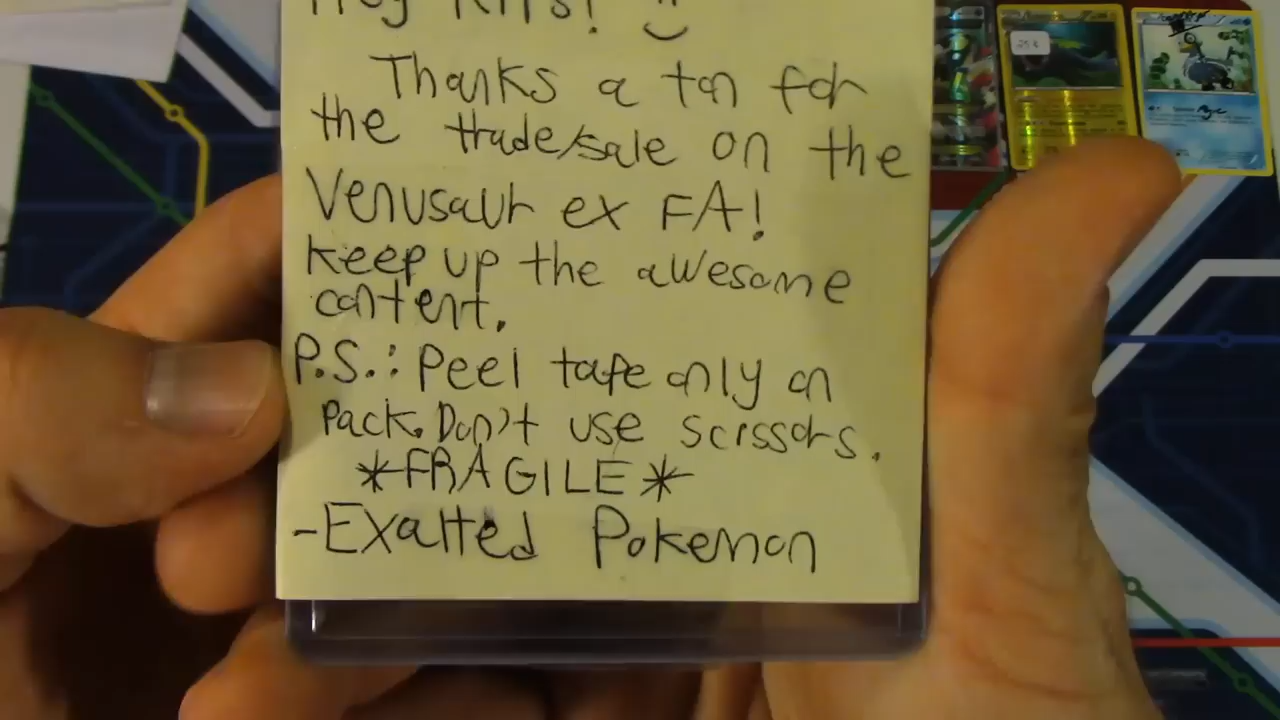 Thanks a ton for
the trade/sale on the
Venusaur ex FA!
Keep up the awesome
content.
P.S.: Peel tape only on
pack. Don't use scissors.
*FRAGILE*
-Exalted Pokemon